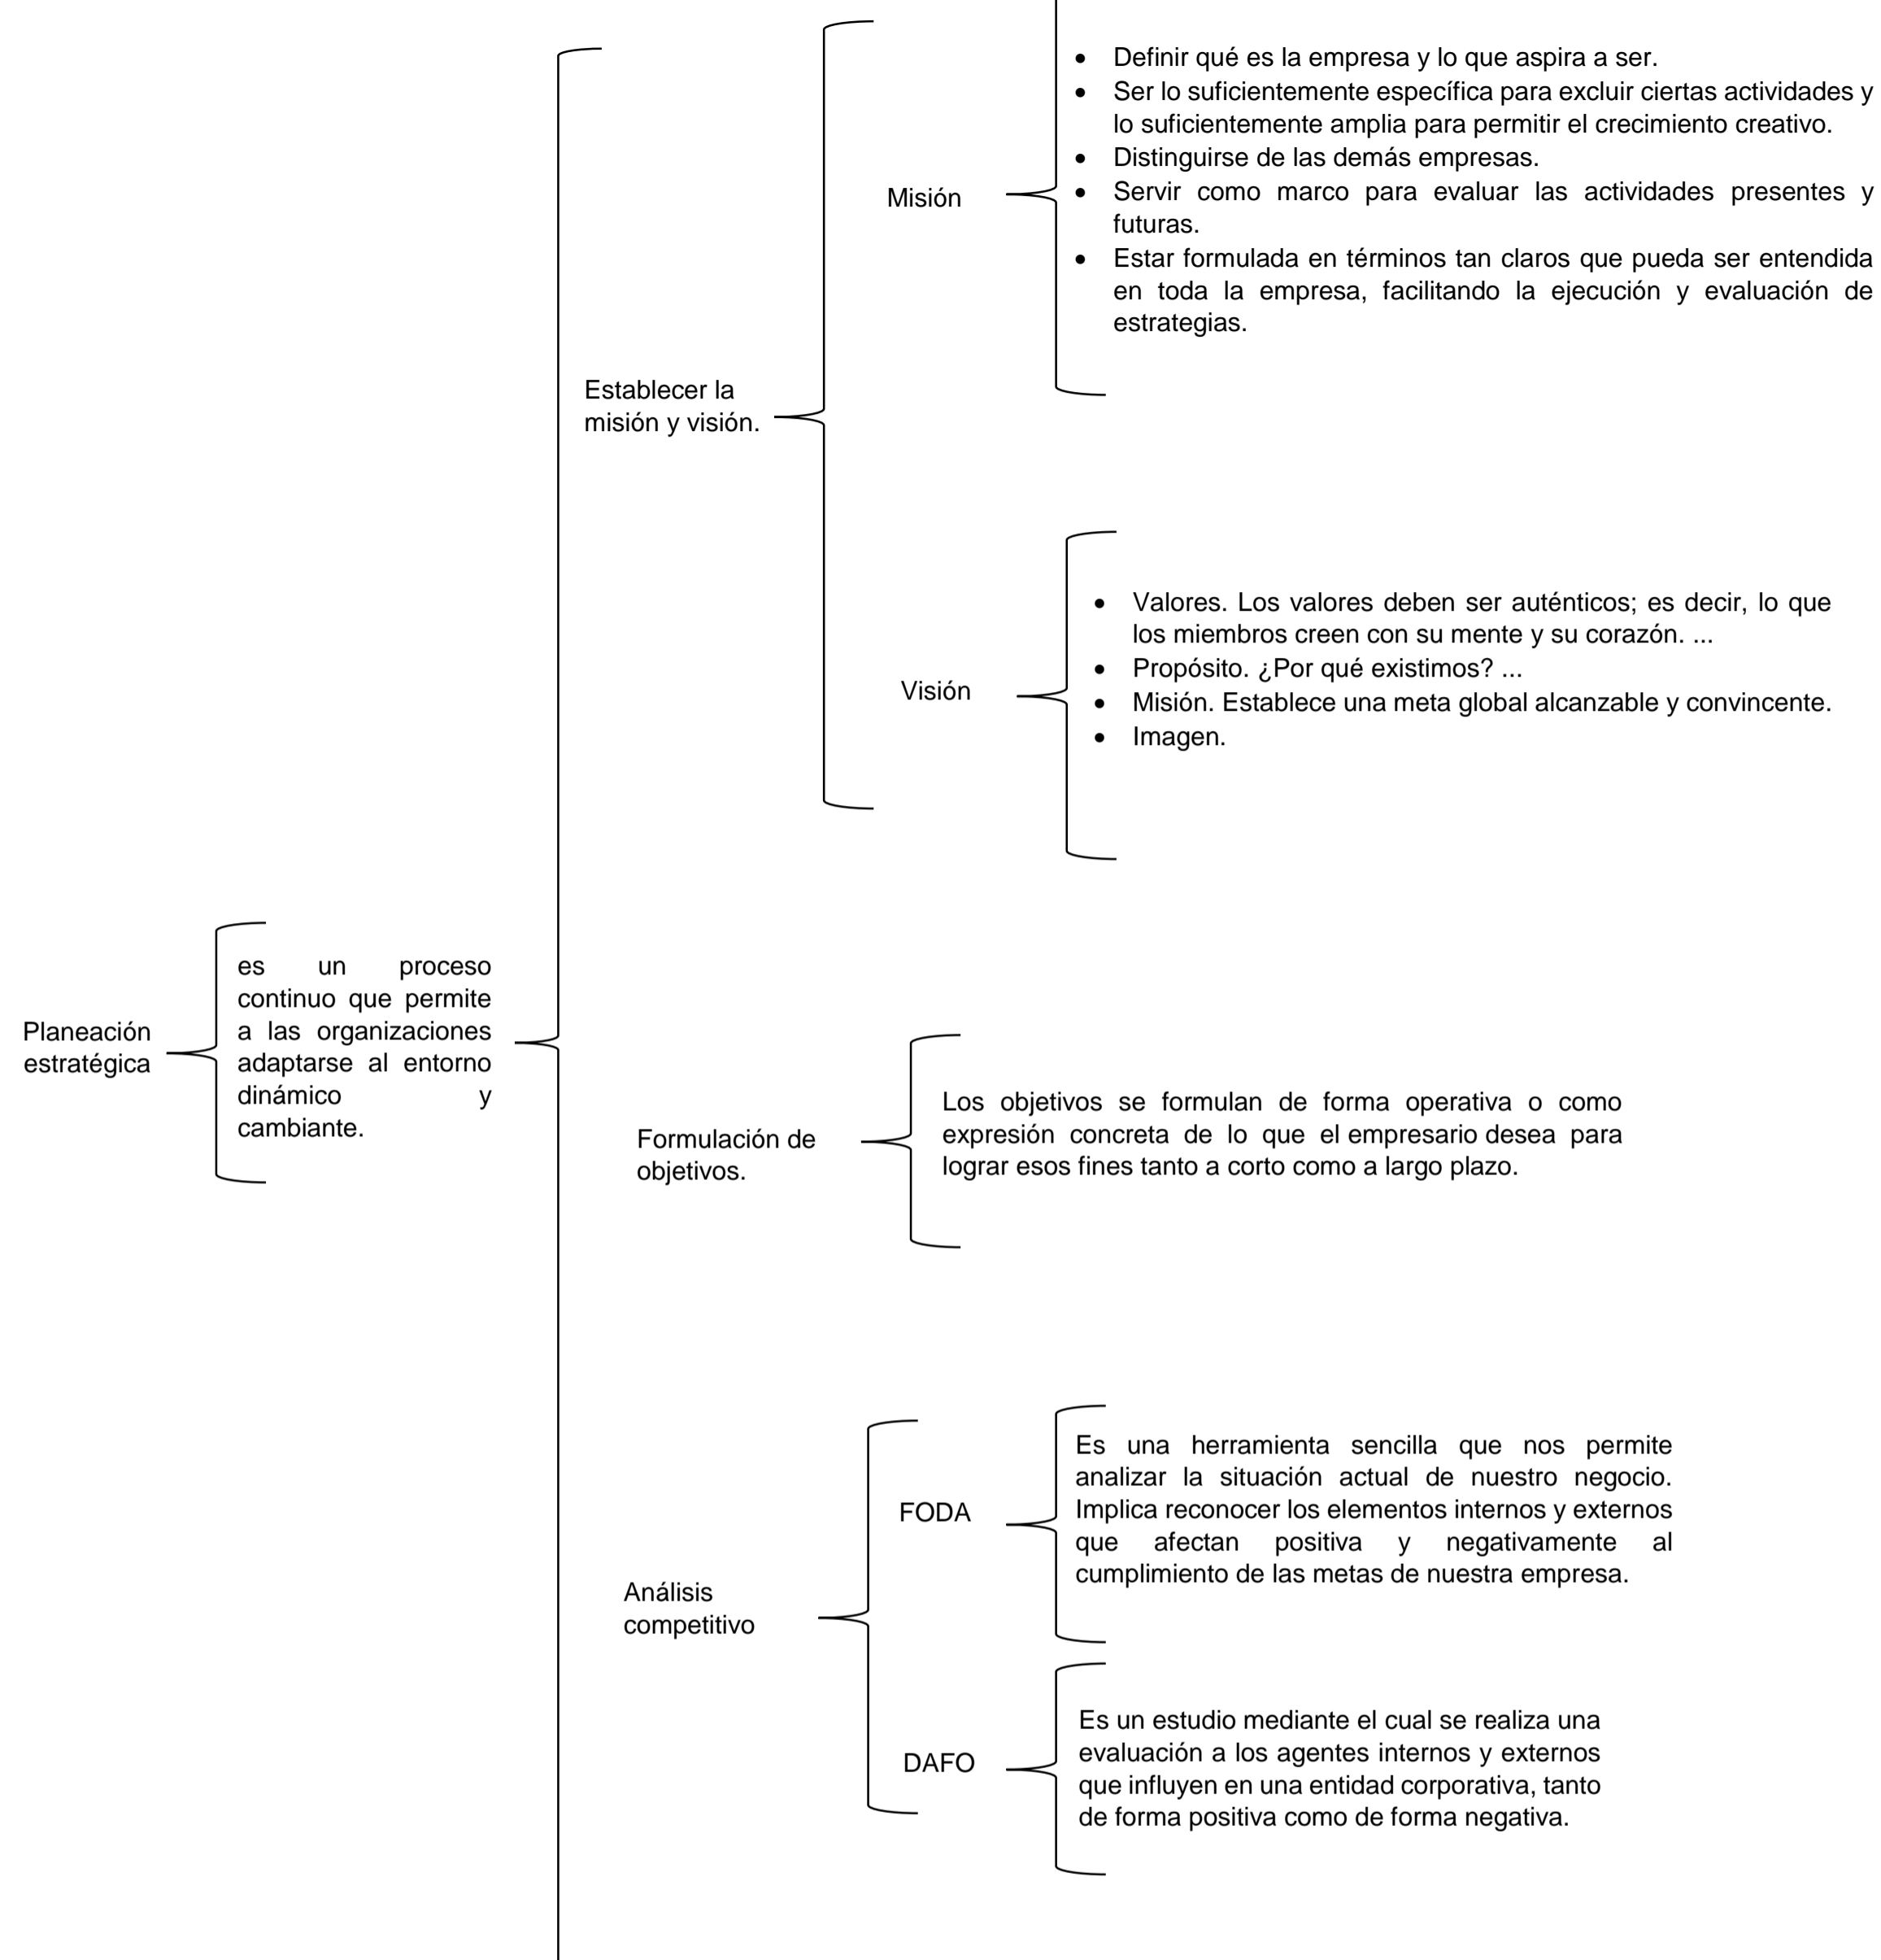 Planeación
estratégica
es un proceso
continuo que permite
a las organizaciones
adaptarse al entorno
dinámico y
cambiante.
Establecer la
misión y visión.
Misión
• Definir qué es la empresa y lo que aspira a ser.
• Ser lo suficientemente específica para excluir ciertas actividades y
lo suficientemente amplia para permitir el crecimiento creativo.
• Distinguirse de las demás empresas.
• Servir como marco para evaluar las actividades presentes y
futuras.
• Estar formulada en términos tan claros que pueda ser entendida
en toda la empresa, facilitando la ejecución y evaluación de
estrategias.
Visión
• Valores. Los valores deben ser auténticos; es decir, lo que
los miembros creen con su mente y su corazón. ...
• Propósito. ¿Por qué existimos? ...
• Misión. Establece una meta global alcanzable y convincente.
• Imagen.
Formulación de
objetivos.
Los objetivos se formulan de forma operativa o como
expresión concreta de lo que el empresario desea para
lograr esos fines tanto a corto como a largo plazo.
Análisis
competitivo
FODA
Es una herramienta sencilla que nos permite
analizar la situación actual de nuestro negocio.
Implica reconocer los elementos internos y externos
que afectan positiva y negativamente al
cumplimiento de las metas de nuestra empresa.
DAFO
Es un estudio mediante el cual se realiza una
evaluación a los agentes internos y externos
que influyen en una entidad corporativa, tanto
de forma positiva como de forma negativa.